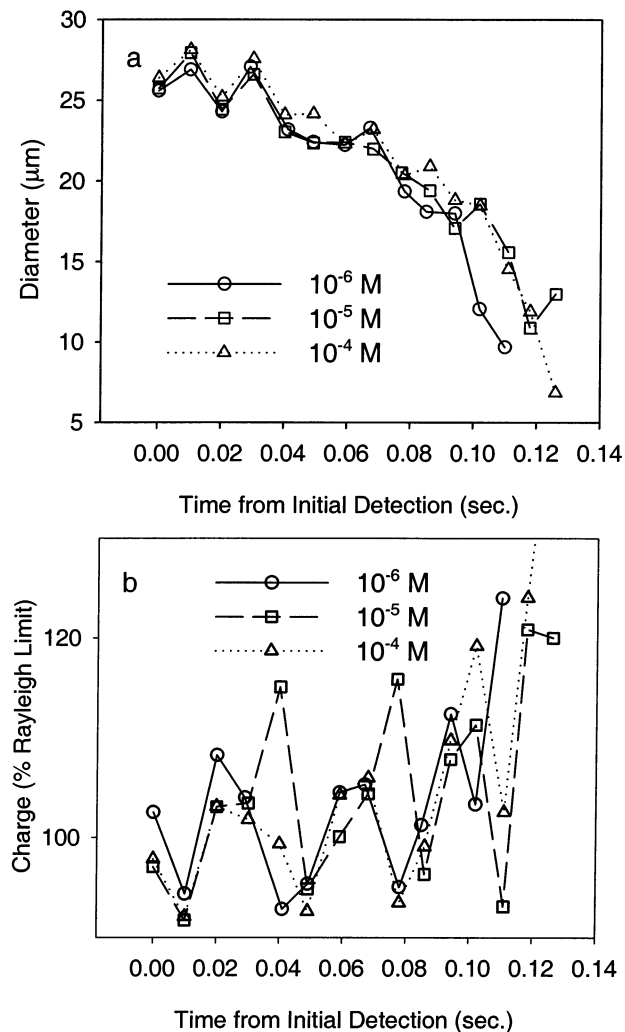 30
a
25
20
Diameter (μm)
15
10⁻⁶ M
10⁻⁵ M
10
10⁻⁴ M
5
0.00 0.02 0.04 0.06 0.08 0.10 0.12 0.14
Time from Initial Detection (sec.)
b
10⁻⁶ M
10⁻⁵ M
120
10⁻⁴ M
Charge (% Rayleigh Limit)
100
0.00 0.02 0.04 0.06 0.08 0.10 0.12 0.14
Time from Initial Detection (sec.)